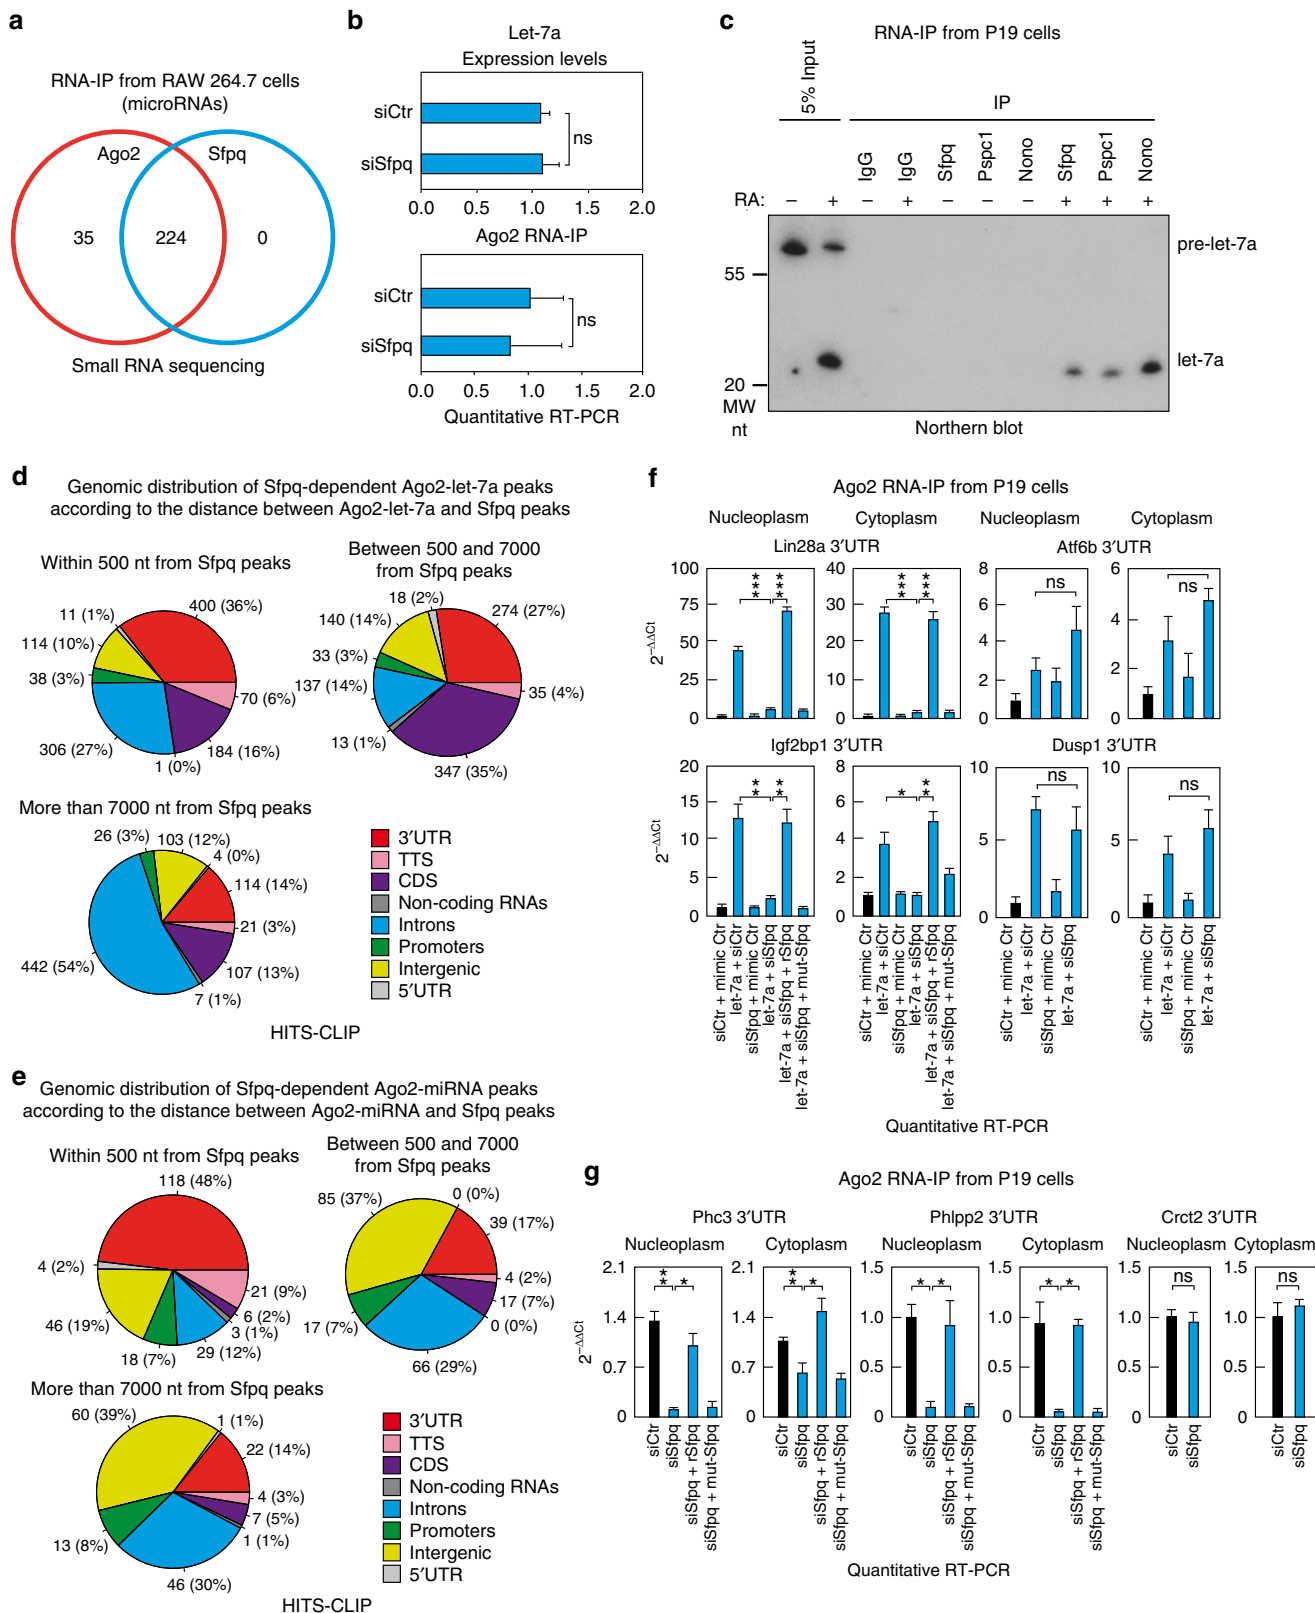 a
RNA-IP from RAW 264.7 cells
(microRNAs)
Ago2
Sfpq
35
224
0
Small RNA sequencing
b
Let-7a
Expression levels
siCtr
siSfpq
ns
0.0 0.5 1.0 1.5 2.0
Ago2 RNA-IP
siCtr
siSfpq
ns
0.0 0.5 1.0 1.5 2.0
Quantitative RT-PCR
c
RNA-IP from P19 cells
5% Input
IP
IgG IgG Sfpq Pspc1 Nono Sfpq Pspc1 Nono
RA: – + – + – – – + + +
pre-let-7a
55
let-7a
20
MW
nt
Northern blot
d
Genomic distribution of Sfpq-dependent Ago2-let-7a peaks
according to the distance between Ago2-let-7a and Sfpq peaks
Within 500 nt from Sfpq peaks
11 (1%)
400 (36%)
114 (10%)
38 (3%)
70 (6%)
306 (27%)
184 (16%)
1 (0%)
Between 500 and 7000
from Sfpq peaks
18 (2%)
274 (27%)
140 (14%)
33 (3%)
137 (14%)
35 (4%)
13 (1%)
347 (35%)
More than 7000 nt from Sfpq peaks
26 (3%)
103 (12%)
4 (0%)
114 (14%)
21 (3%)
442 (54%)
107 (13%)
7 (1%)
3′UTR
TTS
CDS
Non-coding RNAs
Introns
Promoters
Intergenic
5′UTR
HITS-CLIP
e
Genomic distribution of Sfpq-dependent Ago2-miRNA peaks
according to the distance between Ago2-miRNA and Sfpq peaks
Within 500 nt from Sfpq peaks
118 (48%)
4 (2%)
21 (9%)
6 (2%)
46 (19%)
3 (1%)
18 (7%)
29 (12%)
Between 500 and 7000
from Sfpq peaks
85 (37%)
0 (0%)
39 (17%)
4 (2%)
17 (7%)
17 (7%)
0 (0%)
66 (29%)
More than 7000 nt from Sfpq peaks
60 (39%)
1 (1%)
22 (14%)
4 (3%)
7 (5%)
13 (8%)
1 (1%)
46 (30%)
3′UTR
TTS
CDS
Non-coding RNAs
Introns
Promoters
Intergenic
5′UTR
HITS-CLIP
f
Ago2 RNA-IP from P19 cells
Nucleoplasm Cytoplasm Nucleoplasm Cytoplasm
Lin28a 3′UTR
Atf6b 3′UTR
2−ΔΔCt
100 75 50 25 0
*** ***
40 30 20 10 0
*** ***
8 6 4 2 0
ns
6 4 2 0
ns
Igf2bp1 3′UTR
Dusp1 3′UTR
2−ΔΔCt
20 15 10 5 0
** **
8 6 4 2 0
* **
10 5 0
ns
10 5 0
ns
siCtr + mimic Ctr
let-7a + siCtr
siSfpq + mimic Ctr
let-7a + siSfpq
let-7a + siSfpq + rSfpq
let-7a + siSfpq + mut-Sfpq
siCtr + mimic Ctr
let-7a + siCtr
siSfpq + mimic Ctr
let-7a + siSfpq
let-7a + siSfpq + rSfpq
let-7a + siSfpq + mut-Sfpq
siCtr + mimic Ctr
let-7a + siCtr
siSfpq + mimic Ctr
let-7a + siSfpq
siCtr + mimic Ctr
let-7a + siCtr
siSfpq + mimic Ctr
let-7a + siSfpq
Quantitative RT-PCR
g
Ago2 RNA-IP from P19 cells
Phc3 3′UTR
Phlpp2 3′UTR
Crct2 3′UTR
Nucleoplasm Cytoplasm Nucleoplasm Cytoplasm Nucleoplasm Cytoplasm
2−ΔΔCt
2.1 1.4 0.7 0
** *
2.1 1.4 0.7 0
** *
1.5 1.0 0.5 0
* *
1.5 1.0 0.5 0
* *
1.5 1.0 0.5 0
ns
1.5 1.0 0.5 0
ns
siCtr
siSfpq
siSfpq + rSfpq
siSfpq + mut-Sfpq
siCtr
siSfpq
siSfpq + rSfpq
siSfpq + mut-Sfpq
siCtr
siSfpq
siSfpq + rSfpq
siSfpq + mut-Sfpq
siCtr
siSfpq
siSfpq + rSfpq
siSfpq + mut-Sfpq
siCtr
siSfpq
siCtr
siSfpq
Quantitative RT-PCR